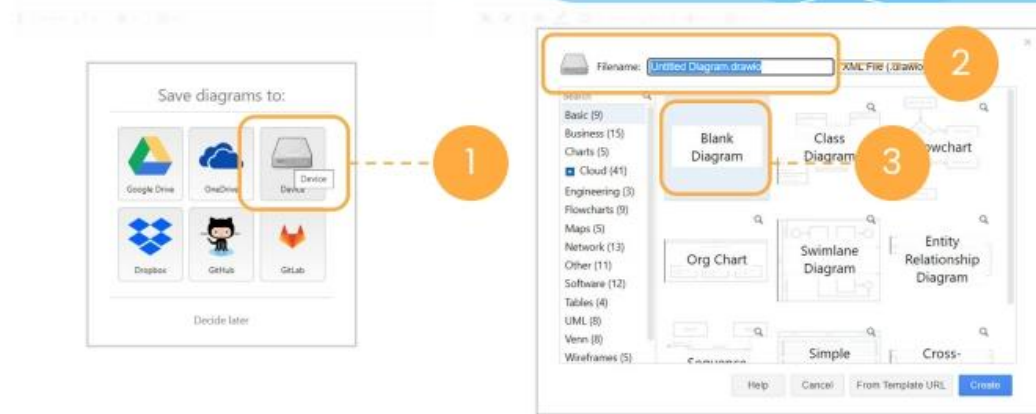 Save diagrams to:
Google Drive
OneDrive
Device
Device
Dropbox
GitHub
GitLab
Decide later
1
Filename:
Untitled Diagram.drawio
XML File (.drawio
2
Search
Basic (9)
Business (15)
Charts (5)
Cloud (41)
Engineering (3)
Flowcharts (9)
Maps (5)
Network (13)
Other (11)
Software (12)
Tables (4)
UML (8)
Venn (8)
Wireframes (5)
Blank
Diagram
Class
Diagram
3
owchart
Org Chart
Swimlane
Diagram
Entity
Relationship
Diagram
Sequence
Simple
Cross-
Help
Cancel
From Template URL
Create